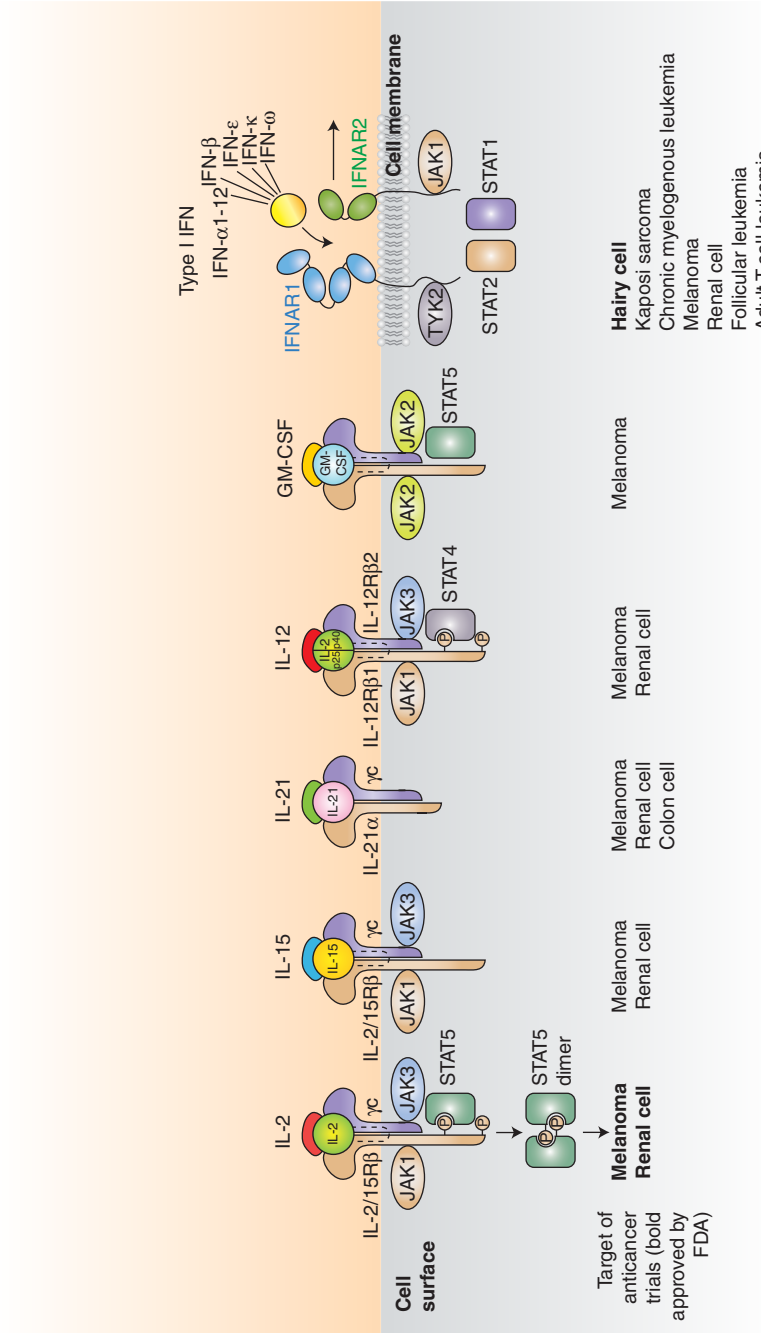 IL-2
IL-2
IL-2/15Rβ
γc
JAK1
JAK3
STAT5
P
P
P
P
STAT5
dimer
Melanoma
Renal cell
IL-15
IL-15
IL-2/15Rβ
γc
JAK1
JAK3
Melanoma
Renal cell
IL-21
IL-21
IL-21α
γc
Melanoma
Renal cell
Colon cell
IL-12
IL-2
p25
p40
IL-12Rβ1
IL-12Rβ2
JAK1
JAK3
STAT4
P
P
Melanoma
Renal cell
GM-CSF
GM-
CSF
JAK2
JAK2
STAT5
Melanoma
Type I IFN
IFN-α1-12
IFN-β
IFN-ε
IFN-κ
IFN-ω
IFNAR1
IFNAR2
Cell membrane
TYK2
JAK1
STAT2
STAT1
Hairy cell
Kaposi sarcoma
Chronic myelogenous leukemia
Melanoma
Renal cell
Follicular leukemia
Cell
surface
Target of
anticancer
trials (bold
approved by
FDA)